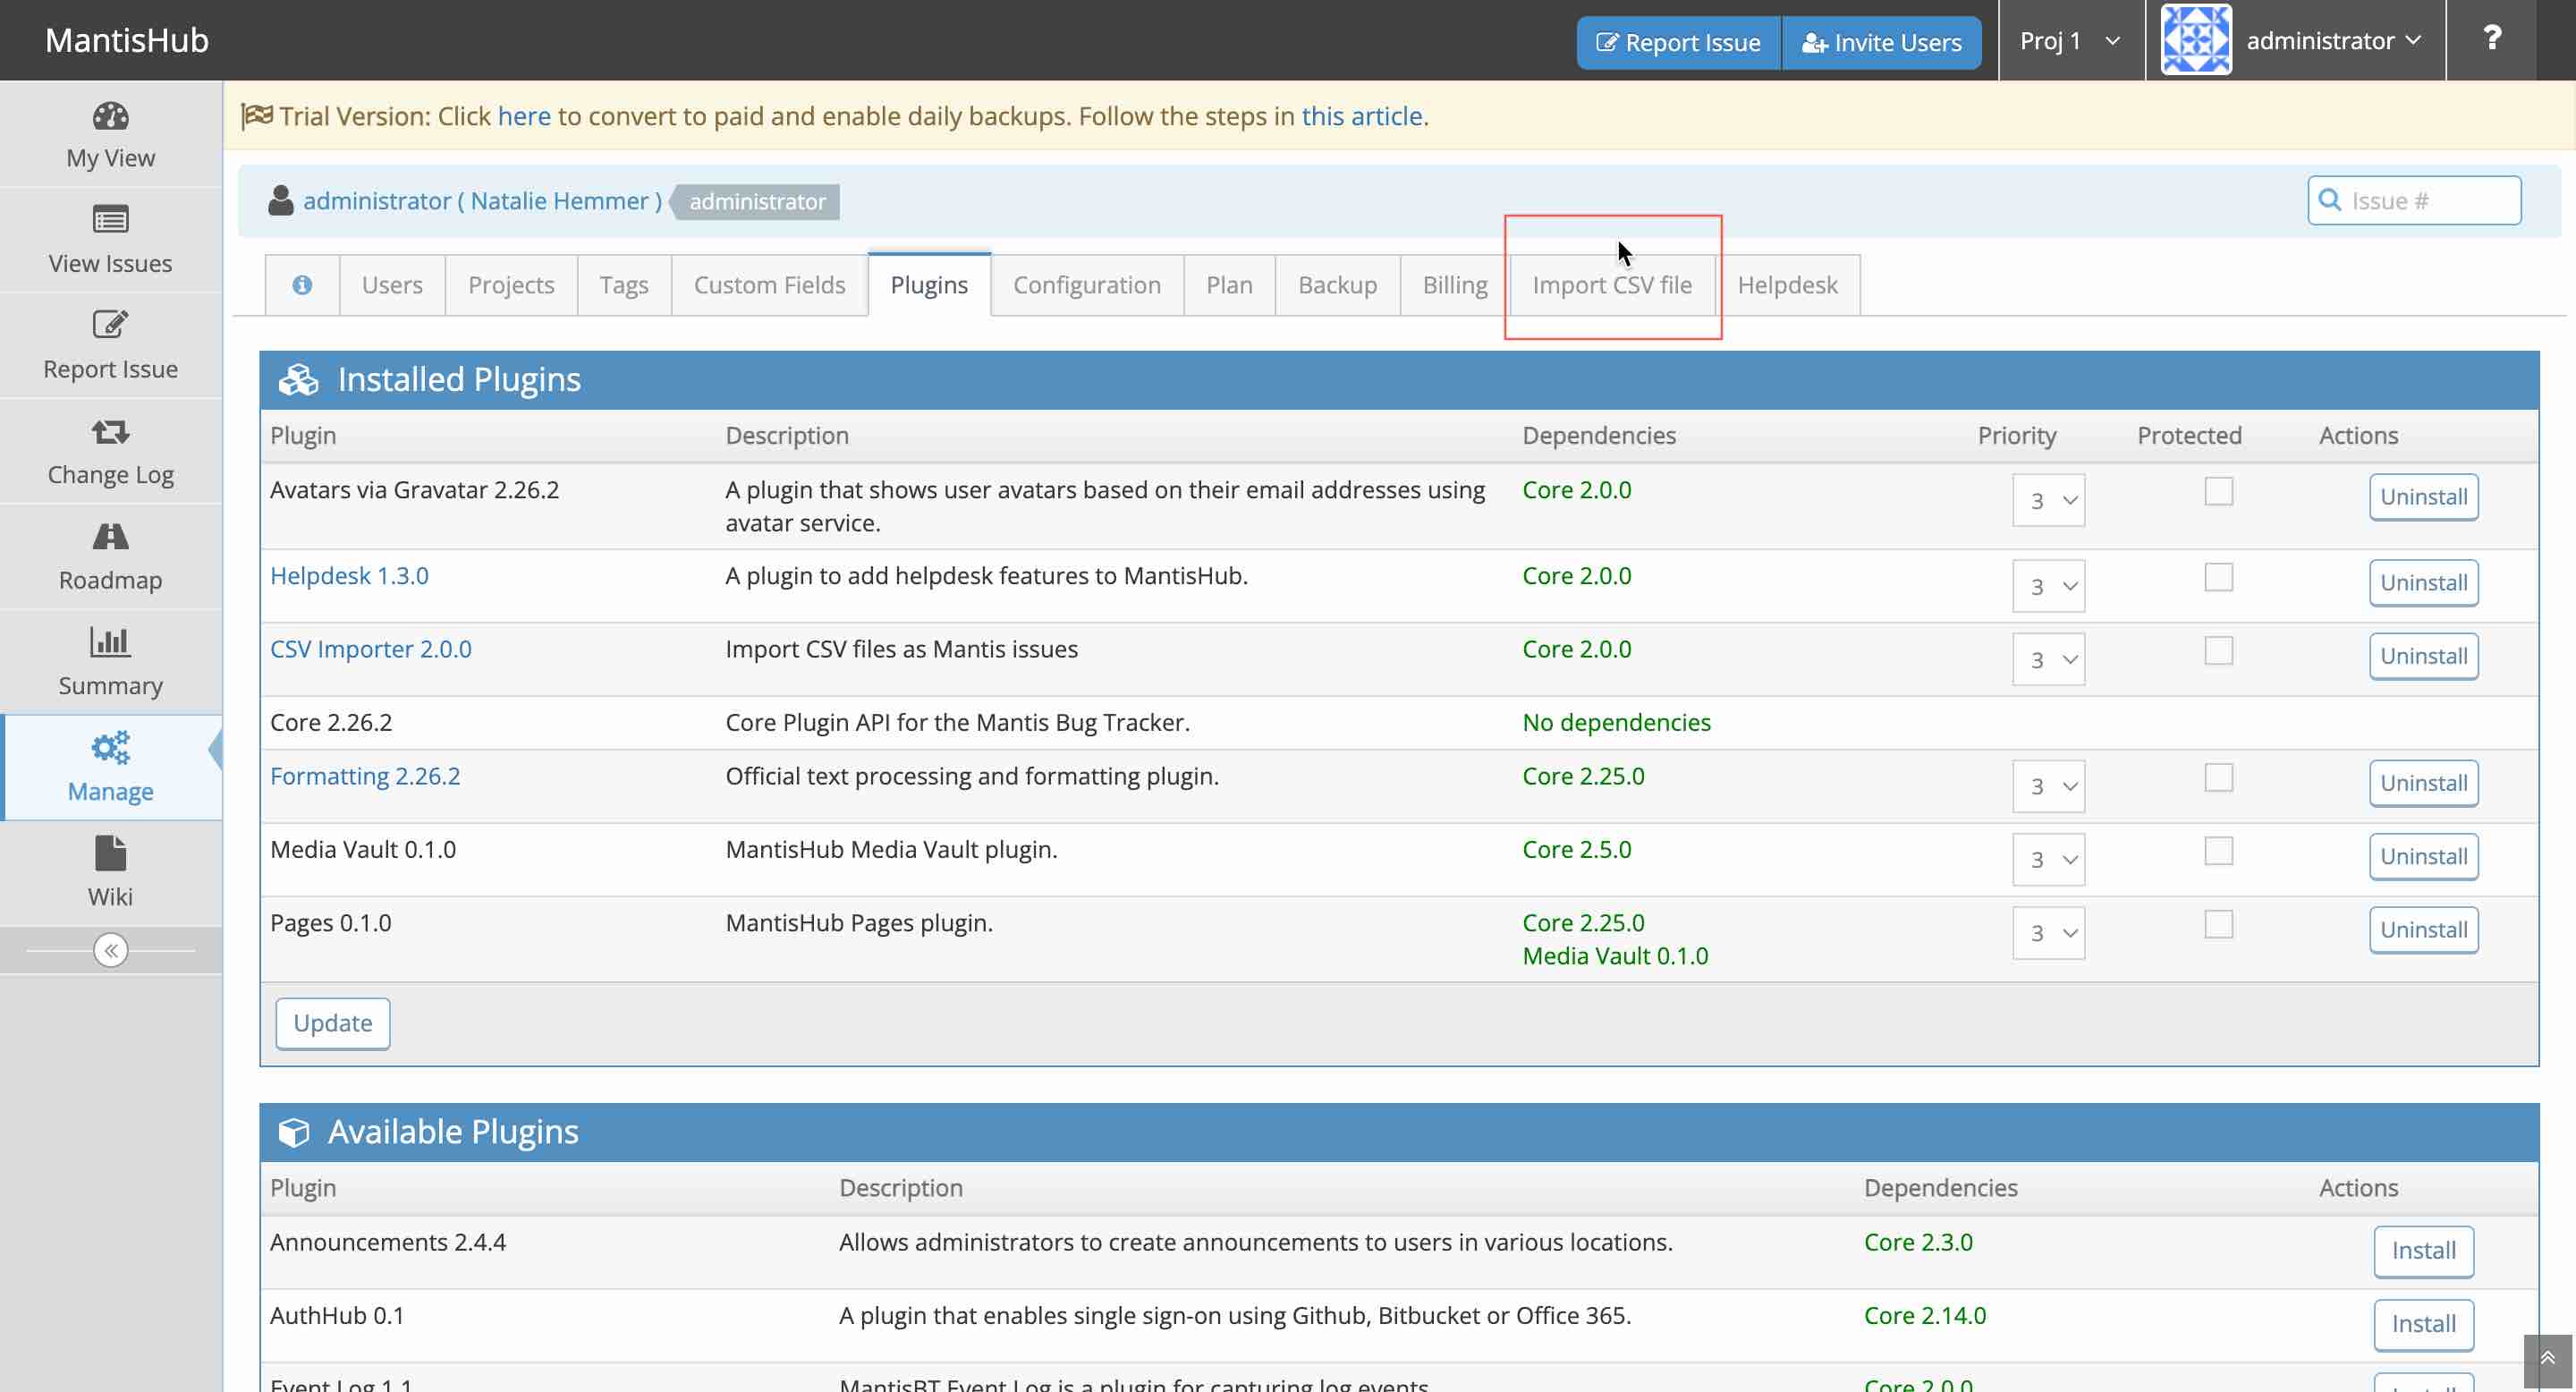 MantisHub
Report Issue
Invite Users
Proj 1
administrator
?
My View
View Issues
Report Issue
Change Log
Roadmap
Summary
Manage
Wiki
Trial Version: Click here to convert to paid and enable daily backups. Follow the steps in this article.
administrator ( Natalie Hemmer ) administrator
Issue #
Users
Projects
Tags
Custom Fields
Plugins
Configuration
Plan
Backup
Billing
Import CSV file
Helpdesk
Installed Plugins
Plugin Description Dependencies Priority Protected Actions
Avatars via Gravatar 2.26.2 A plugin that shows user avatars based on their email addresses using Core 2.0.0 3 Uninstall
avatar service.
Helpdesk 1.3.0 A plugin to add helpdesk features to MantisHub. Core 2.0.0 3 Uninstall
CSV Importer 2.0.0 Import CSV files as Mantis issues Core 2.0.0 3 Uninstall
Core 2.26.2 Core Plugin API for the Mantis Bug Tracker. No dependencies
Formatting 2.26.2 Official text processing and formatting plugin. Core 2.25.0 3 Uninstall
Media Vault 0.1.0 MantisHub Media Vault plugin. Core 2.5.0 3 Uninstall
Pages 0.1.0 MantisHub Pages plugin. Core 2.25.0 3 Uninstall
Media Vault 0.1.0
Update
Available Plugins
Plugin Description Dependencies Actions
Announcements 2.4.4 Allows administrators to create announcements to users in various locations. Core 2.3.0 Install
AuthHub 0.1 A plugin that enables single sign-on using Github, Bitbucket or Office 365. Core 2.14.0 Install
Event Log 1.1 MantisBT Event Log is a plugin for capturing log events. Core 2.0.0 Install